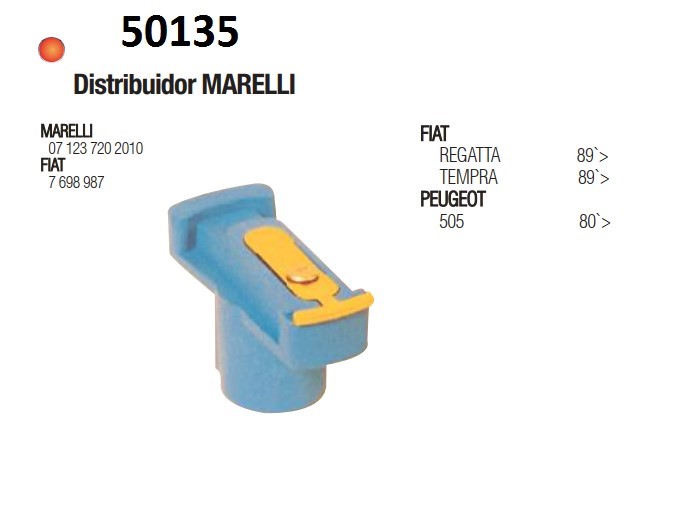 50135
Distribuidor MARELLI
MARELLI
07 123 720 2010
FIAT
7 698 987
FIAT
REGATTA 89`>
TEMPRA 89`>
PEUGEOT
505 80`>